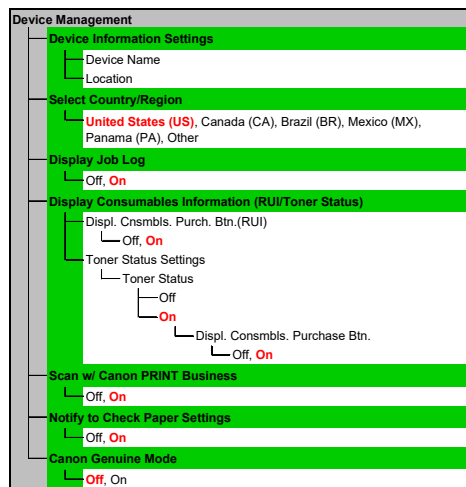 Device Management
Device Information Settings
Device Name
Location
Select Country/Region
United States (US), Canada (CA), Brazil (BR), Mexico (MX),
Panama (PA), Other
Display Job Log
Off, On
Display Consumables Information (RUI/Toner Status)
Displ. Cnsmbls. Purch. Btn.(RUI)
Off, On
Toner Status Settings
Toner Status
Off
On
Displ. Consmbls. Purchase Btn.
Off, On
Scan w/ Canon PRINT Business
Off, On
Notify to Check Paper Settings
Off, On
Canon Genuine Mode
Off, On